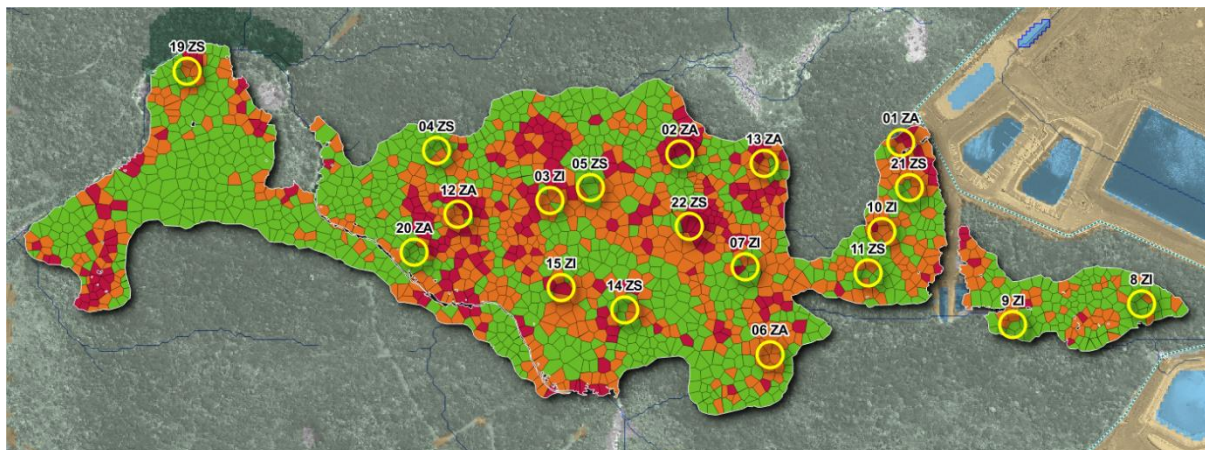 19 ZS
04 ZS
02 ZA
13 ZA
01 ZA
05 ZS
21 ZS
03 ZI
12 ZA
22 ZS
10 ZI
20 ZA
07 ZI
11 ZS
15 ZI
14 ZS
8 ZI
9 ZI
06 ZA